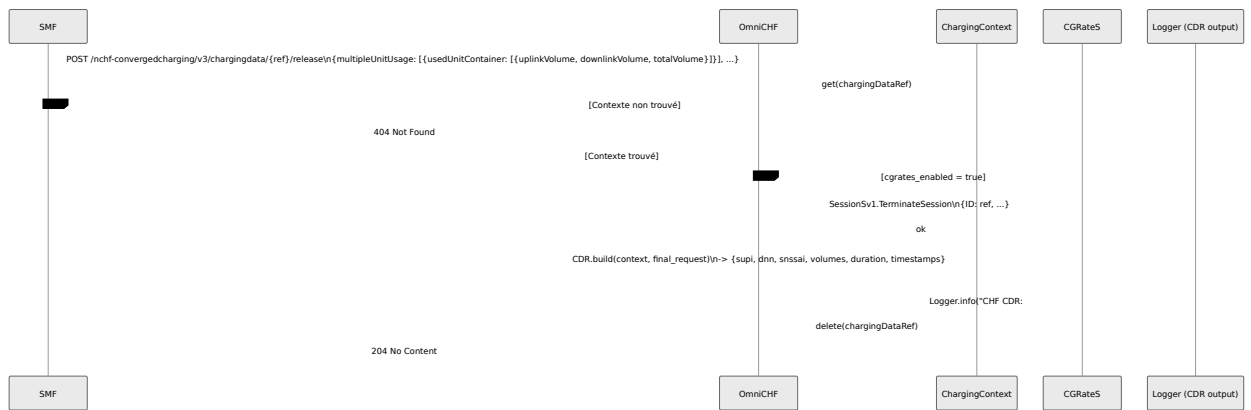 SMF
OmniCHF
ChargingContext
CGRateS
Logger (CDR output)
POST /nchf-convergedcharging/v3/chargingdata/{ref}/release\n{multipleUnitUsage: [{usedUnitContainer: [{uplinkVolume, downlinkVolume, totalVolume}]}], ...}
get(chargingDataRef)
[Contexte non trouvé]
404 Not Found
[Contexte trouvé]
[cgrates_enabled = true]
SessionSv1.TerminateSession\n{ID: ref, ...}
ok
CDR.build(context, final_request)\n-> {supi, dnn, snssai, volumes, duration, timestamps}
Logger.info("CHF CDR:
delete(chargingDataRef)
204 No Content
SMF
OmniCHF
ChargingContext
CGRateS
Logger (CDR output)